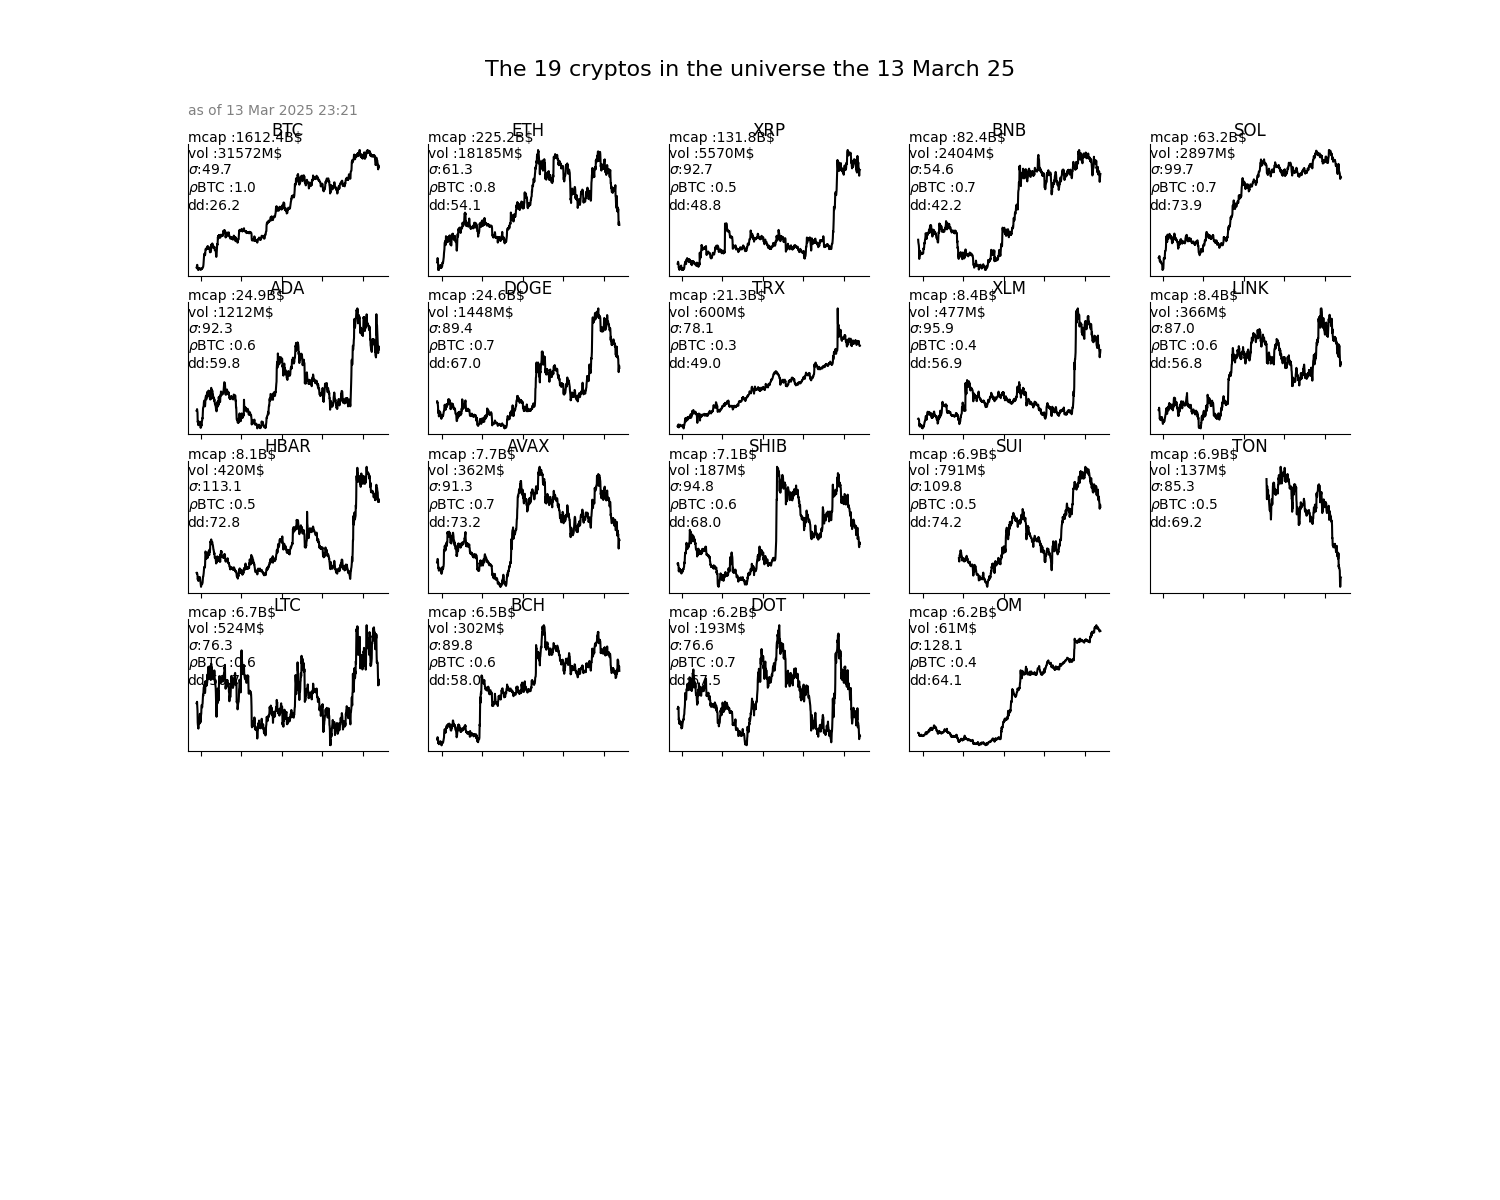 The 19 cryptos in the universe the 13 March 25
as of 13 Mar 2025 23:21
BTC
mcap :1612.4B$
vol :31572M$
σ:49.7
ρBTC :1.0
dd:26.2
ETH
mcap :225.2B$
vol :18185M$
σ:61.3
ρBTC :0.8
dd:54.1
XRP
mcap :131.8B$
vol :5570M$
σ:92.7
ρBTC :0.5
dd:48.8
BNB
mcap :82.4B$
vol :2404M$
σ:54.6
ρBTC :0.7
dd:42.2
SOL
mcap :63.2B$
vol :2897M$
σ:99.7
ρBTC :0.7
dd:73.9
ADA
mcap :24.9B$
vol :1212M$
σ:92.3
ρBTC :0.6
dd:59.8
DOGE
mcap :24.6B$
vol :1448M$
σ:89.4
ρBTC :0.7
dd:67.0
TRX
mcap :21.3B$
vol :600M$
σ:78.1
ρBTC :0.3
dd:49.0
XLM
mcap :8.4B$
vol :477M$
σ:95.9
ρBTC :0.4
dd:56.9
LINK
mcap :8.4B$
vol :366M$
σ:87.0
ρBTC :0.6
dd:56.8
HBAR
mcap :8.1B$
vol :420M$
σ:113.1
ρBTC :0.5
dd:72.8
AVAX
mcap :7.7B$
vol :362M$
σ:91.3
ρBTC :0.7
dd:73.2
SHIB
mcap :7.1B$
vol :187M$
σ:94.8
ρBTC :0.6
dd:68.0
SUI
mcap :6.9B$
vol :791M$
σ:109.8
ρBTC :0.5
dd:74.2
TON
mcap :6.9B$
vol :137M$
σ:85.3
ρBTC :0.5
dd:69.2
LTC
mcap :6.7B$
vol :524M$
σ:76.3
ρBTC :0.6
BCH
mcap :6.5B$
vol :302M$
σ:89.8
ρBTC :0.6
dd:58.0
DOT
mcap :6.2B$
vol :193M$
σ:76.6
ρBTC :0.7
OM
mcap :6.2B$
vol :61M$
σ:128.1
ρBTC :0.4
dd:64.1